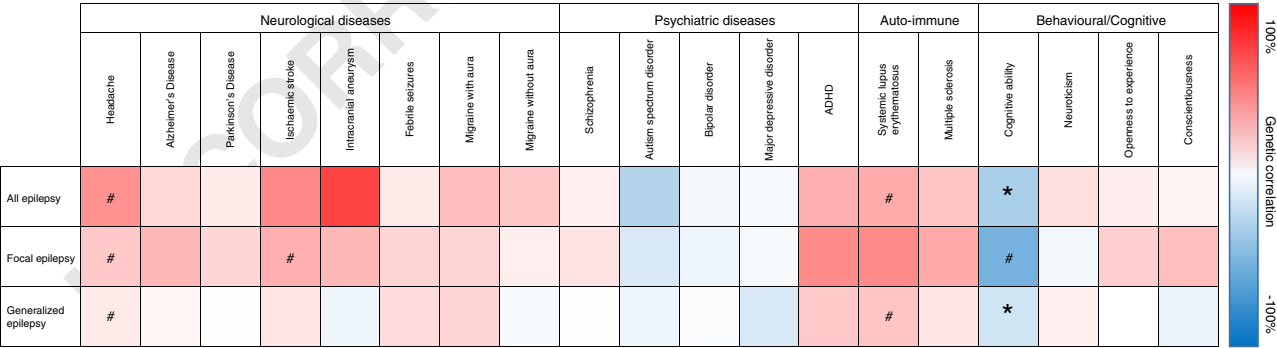 Neurological diseases
Psychiatric diseases
Auto-immune
Behavioural/Cognitive
Headache
Alzheimer's Disease
Parkinson's Disease
Ischaemic stroke
Intracranial aneurysm
Febrile seizures
Migraine with aura
Migraine without aura
Schizophrenia
Autism spectrum disorder
Bipolar disorder
Major depressive disorder
ADHD
Systemic lupus
erythematosus
Multiple sclerosis
Cognitive ability
Neuroticism
Openness to experience
Conscientiousness
All epilepsy
# # *
Focal epilepsy
# # #
Generalized
epilepsy
# # *
100%
Genetic correlation
-100%
CORR